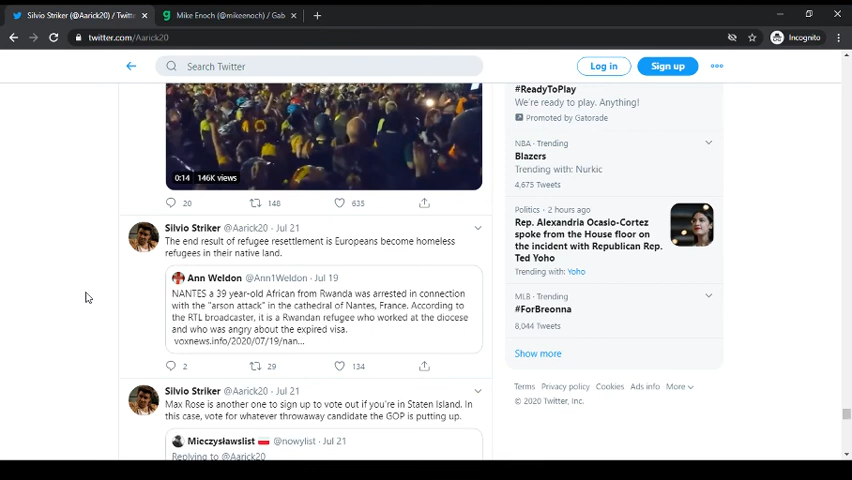 Silvio Striker (@Aarick20) / Twitt
Mike Enoch (@mikeenoch) / Gab
twitter.com/Aarick20
Incognito
Search Twitter
Log in
Sign up
0:14 146K views
20 148 635
Silvio Striker @Aarick20 · Jul 21
The end result of refugee resettlement is Europeans become homeless
refugees in their native land.
Ann Weldon @Ann1Weldon · Jul 19
NANTES a 39 year-old African from Rwanda was arrested in connection
with the "arson attack" in the cathedral of Nantes, France. According to
the RTL broadcaster, it is a Rwandan refugee who worked at the diocese
and who was angry about the expired visa.
voxnews.info/2020/07/19/nan...
2 29 134
Silvio Striker @Aarick20 · Jul 21
Max Rose is another one to sign up to vote out if you're in Staten Island. In
this case, vote for whatever throwaway candidate the GOP is putting up.
Mieczysławslist @nowylist · Jul 21
Replying to @Aarick20
#ReadyToPlay
We're ready to play. Anything!
Promoted by Gatorade
NBA · Trending
Blazers
Trending with: Nurkic
4,675 Tweets
Politics · 2 hours ago
Rep. Alexandria Ocasio-Cortez
spoke from the House floor on
the incident with Republican Rep.
Ted Yoho
Trending with: Yoho
MLB · Trending
#ForBreonna
8,044 Tweets
Show more
Terms Privacy policy Cookies Ads info More
© 2020 Twitter, Inc.